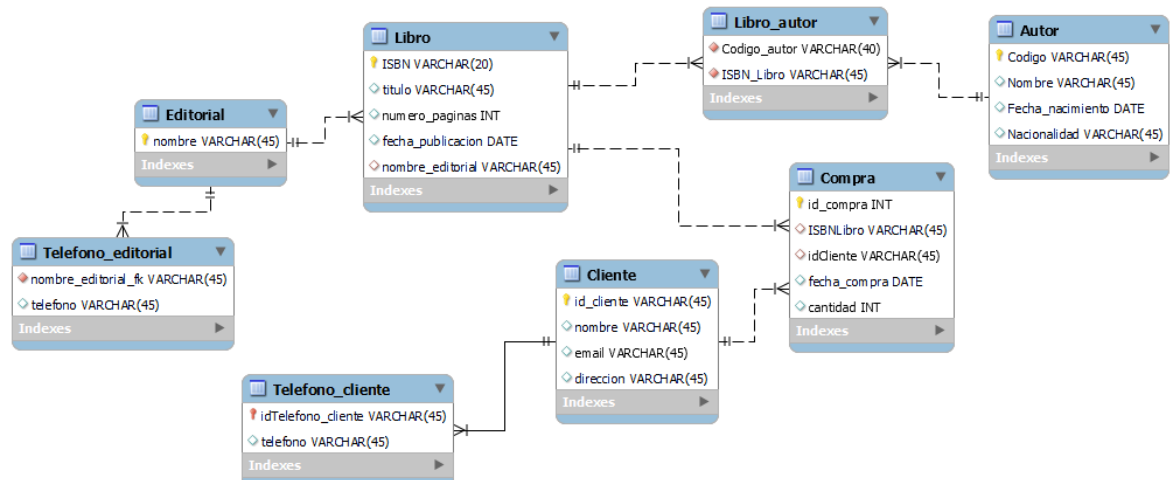 Libro
ISBN VARCHAR(20)
titulo VARCHAR(45)
numero_paginas INT
fecha_publicacion DATE
nombre_editorial VARCHAR(45)
Indexes
Libro_autor
Codigo_autor VARCHAR(40)
ISBN_Libro VARCHAR(45)
Indexes
Autor
Codigo VARCHAR(45)
Nombre VARCHAR(45)
Fecha_nacimiento DATE
Nacionalidad VARCHAR(45)
Indexes
Editorial
nombre VARCHAR(45)
Indexes
Compra
id_compra INT
ISBNLibro VARCHAR(45)
idCliente VARCHAR(45)
fecha_compra DATE
cantidad INT
Indexes
Telefono_editorial
nombre_editorial_fk VARCHAR(45)
telefono VARCHAR(45)
Indexes
Cliente
id_cliente VARCHAR(45)
nombre VARCHAR(45)
email VARCHAR(45)
direccion VARCHAR(45)
Indexes
Telefono_cliente
idTelefono_cliente VARCHAR(45)
telefono VARCHAR(45)
Indexes